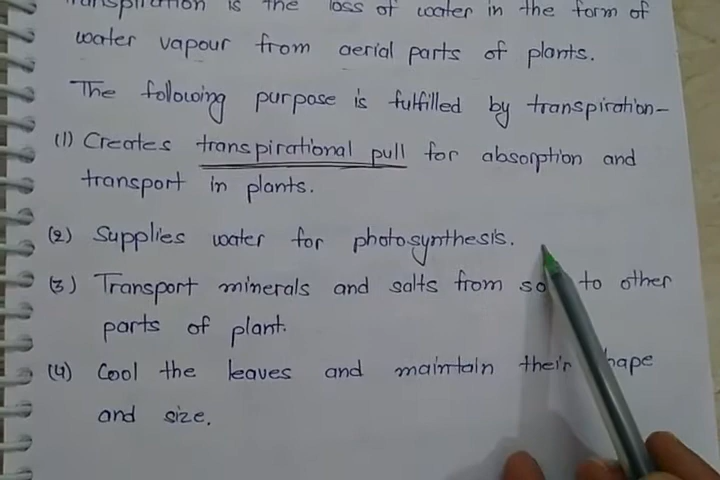 Transpiration is the loss of water in the form of
water vapour from aerial parts of plants.
The following purpose is fulfilled by transpiration-
(1) Creates transpirational pull for absorption and
transport in plants.
(2) Supplies water for photosynthesis.
(3) Transport minerals and salts from to other
parts of plant.
(4) Cool the leaves and maintain their
and size.